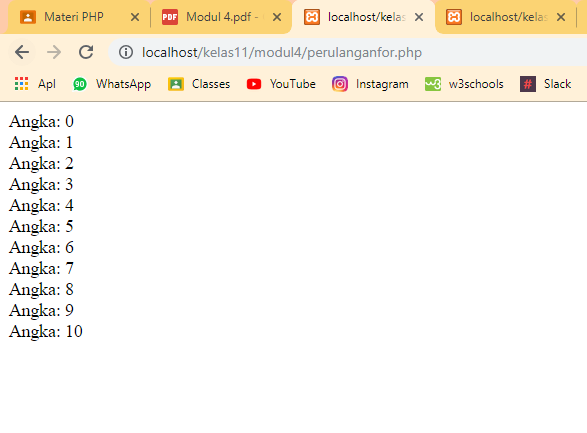 Materi PHP
Modul 4.pdf -
localhost/kelas
localhost/kelas
localhost/kelas11/modul4/perulanganfor.php
Apl 90 WhatsApp Classes YouTube Instagram w3schools # Slack
Angka: 0
Angka: 1
Angka: 2
Angka: 3
Angka: 4
Angka: 5
Angka: 6
Angka: 7
Angka: 8
Angka: 9
Angka: 10